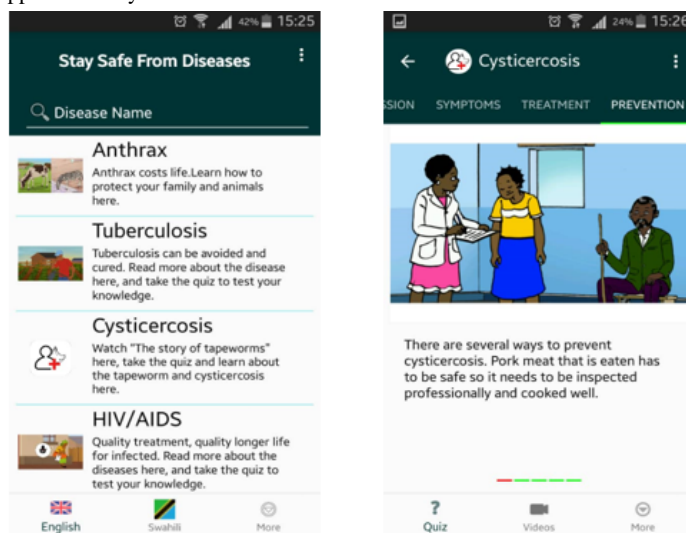 42% 15:25
Stay Safe From Diseases
Disease Name
Anthrax
Anthrax costs life.Learn how to
protect your family and animals
here.
Tuberculosis
Tuberculosis can be avoided and
cured. Read more about the disease
here, and take the quiz to test your
knowledge.
Cysticercosis
Watch "The story of tapeworms"
here, take the quiz and learn about
the tapeworm and cysticercosis
here.
HIV/AIDS
Quality treatment, quality longer life
for infected. Read more about the
diseases here, and take the quiz to
test your knowledge.
English Swahili More
24% 15:26
Cysticercosis
SSION SYMPTOMS TREATMENT PREVENTION
There are several ways to prevent
cysticercosis. Pork meat that is eaten has
to be safe so it needs to be inspected
professionally and cooked well.
Quiz Videos More